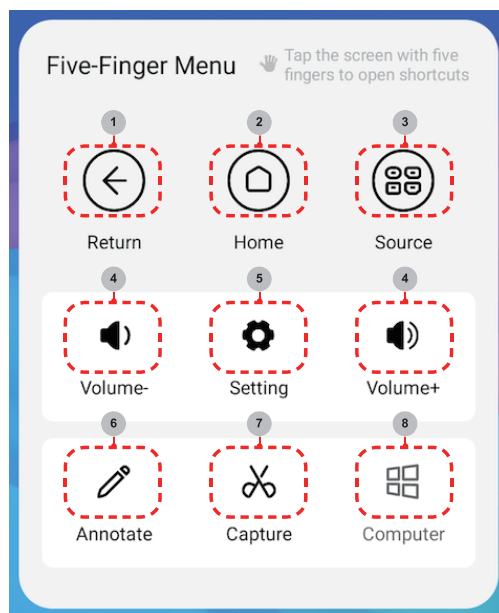 Five-Finger Menu
Tap the screen with five
fingers to open shortcuts
1 2 3
Return Home Source
4 5 4
Volume- Setting Volume+
6 7 8
Annotate Capture Computer